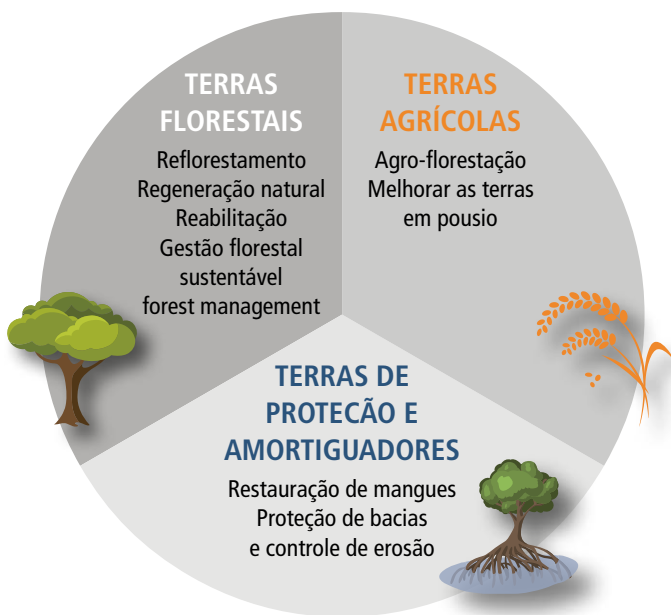 TERRAS
FLORESTAIS
Reflorestamento
Regeneração natural
Reabilitação
Gestão florestal
sustentável
forest management
TERRAS
AGRÍCOLAS
Agro-florestação
Melhorar as terras
em pousio
TERRAS DE
PROTECÃO E
AMORTIGUADORES
Restauração de mangues
Proteção de bacias
e controle de erosão